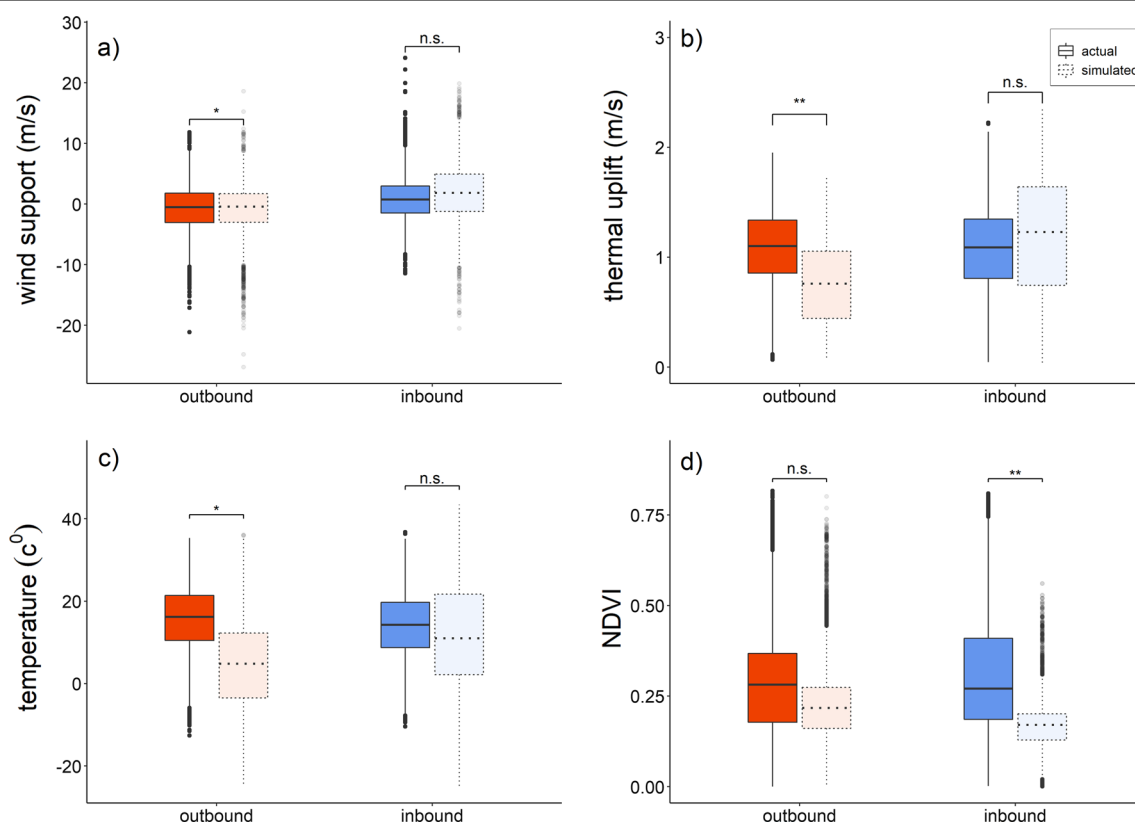 a)
wind support (m/s)
30
20
10
0
-10
-20
*
n.s.
outbound
inbound
b)
thermal uplift (m/s)
3
2
1
0
**
n.s.
actual
simulated
outbound
inbound
c)
temperature (c⁰)
40
20
0
-20
*
n.s.
outbound
inbound
d)
NDVI
0.75
0.50
0.25
0.00
n.s.
**
outbound
inbound